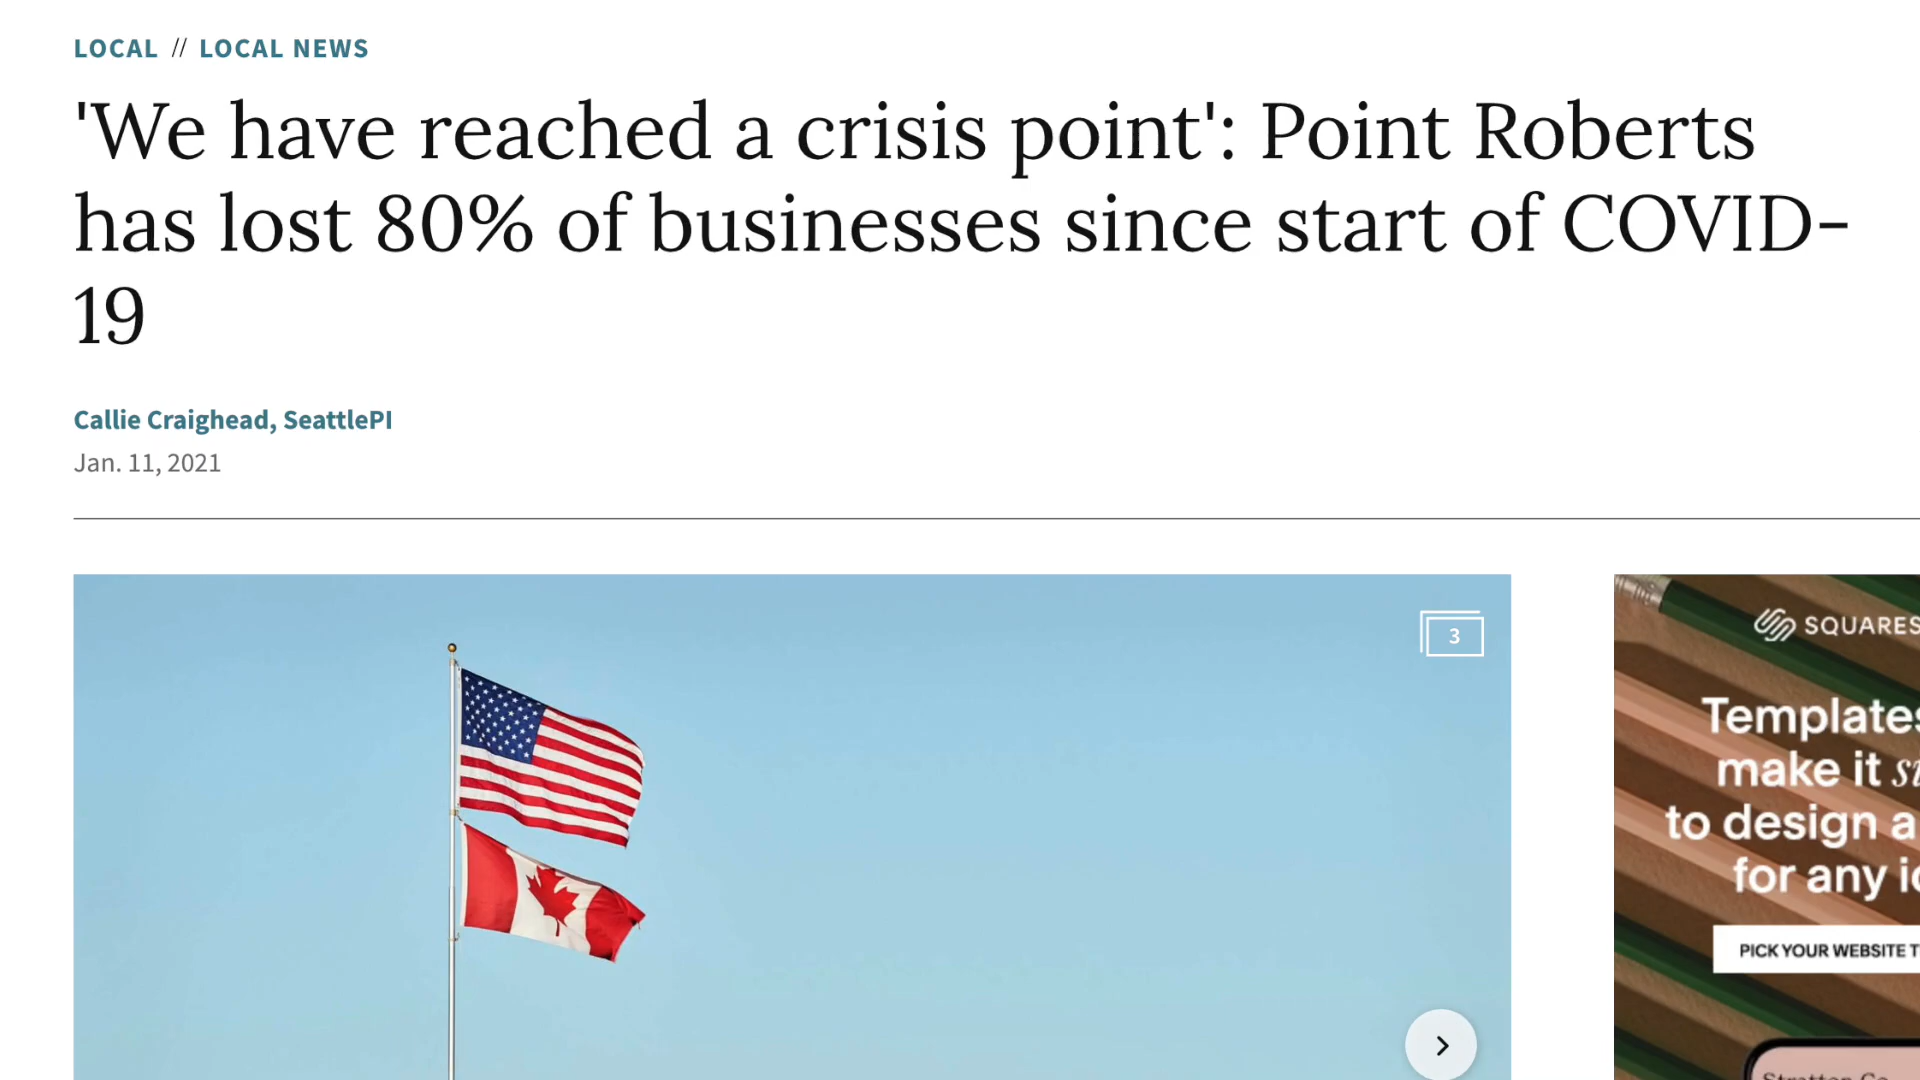 LOCAL // LOCAL NEWS
'We have reached a crisis point': Point Roberts
has lost 80% of businesses since start of COVID-
19
Callie Craighead, SeattlePI
Jan. 11, 2021
3
SQUARES
Templates
make it
to design a
for any
PICK YOUR WEBSITE